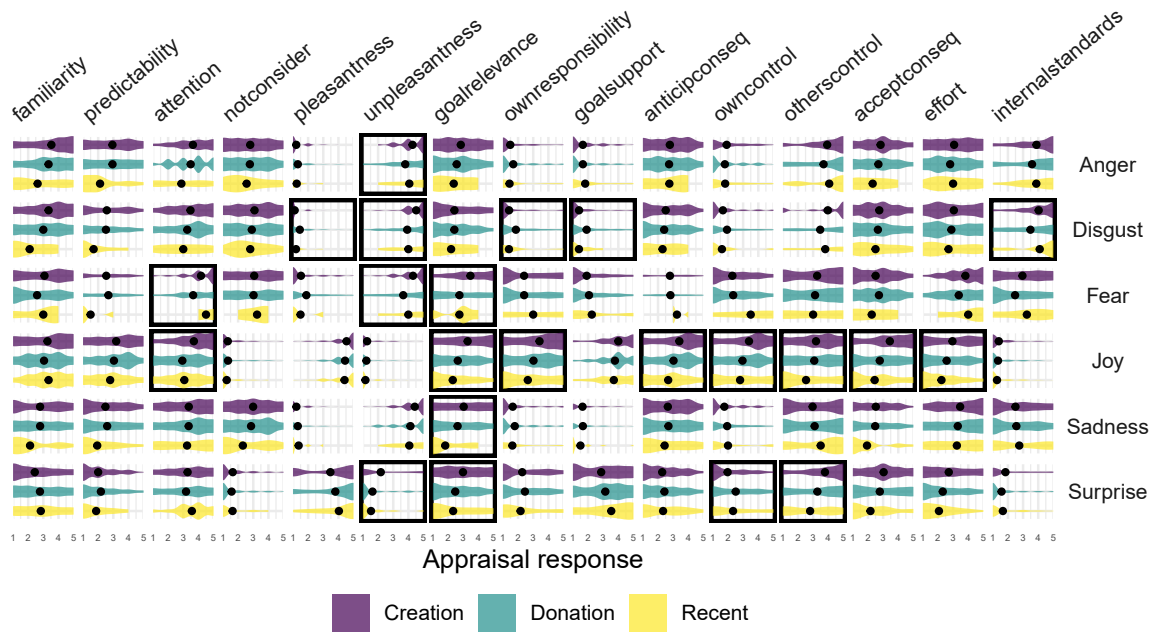 familiarity predictability attention notconsider pleasantness unpleasantness goalrelevance ownresponsibility goalsupport anticipconseq owncontrol otherscontrol acceptconseq effort internalstandards
Anger
Disgust
Fear
Joy
Sadness
Surprise
1 2 3 4 5 1 2 3 4 5 1 2 3 4 5 1 2 3 4 5 1 2 3 4 5 1 2 3 4 5 1 2 3 4 5 1 2 3 4 5 1 2 3 4 5 1 2 3 4 5 1 2 3 4 5 1 2 3 4 5 1 2 3 4 5 1 2 3 4 5 1 2 3 4 5
Appraisal response
Creation Donation Recent